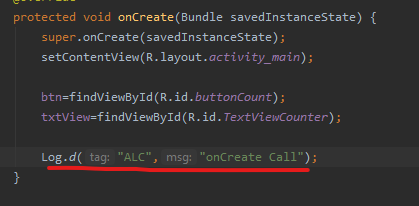 @Override
protected void onCreate(Bundle savedInstanceState) {
super.onCreate(savedInstanceState);
setContentView(R.layout.activity_main);
btn=findViewById(R.id.buttonCount);
txtView=findViewById(R.id.TextViewCounter);
Log.d( tag: "ALC", msg: "onCreate Call");
}